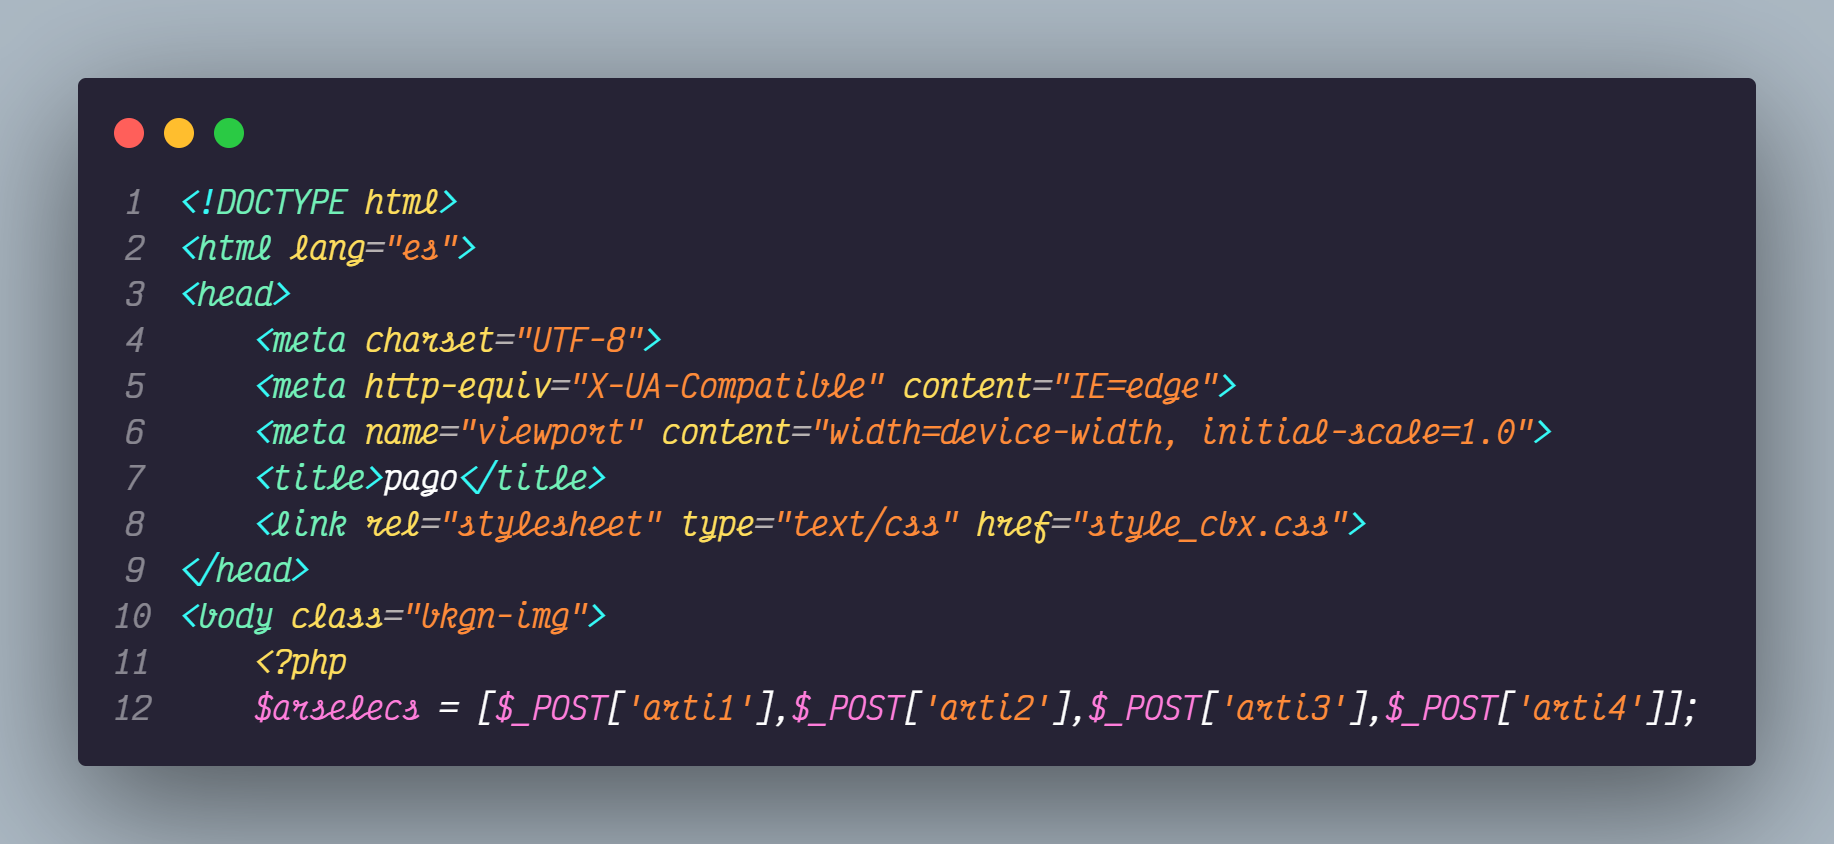 1 <!DOCTYPE html>
2 <html lang="es">
3 <head>
4     <meta charset="UTF-8">
5     <meta http-equiv="X-UA-Compatible" content="IE=edge">
6     <meta name="viewport" content="width=device-width, initial-scale=1.0">
7     <title>pago</title>
8     <link rel="stylesheet" type="text/css" href="style_cbx.css">
9 </head>
10 <body class="bkgn-img">
11     <?php
12     $arselecs = [$_POST['arti1'],$_POST['arti2'],$_POST['arti3'],$_POST['arti4']];